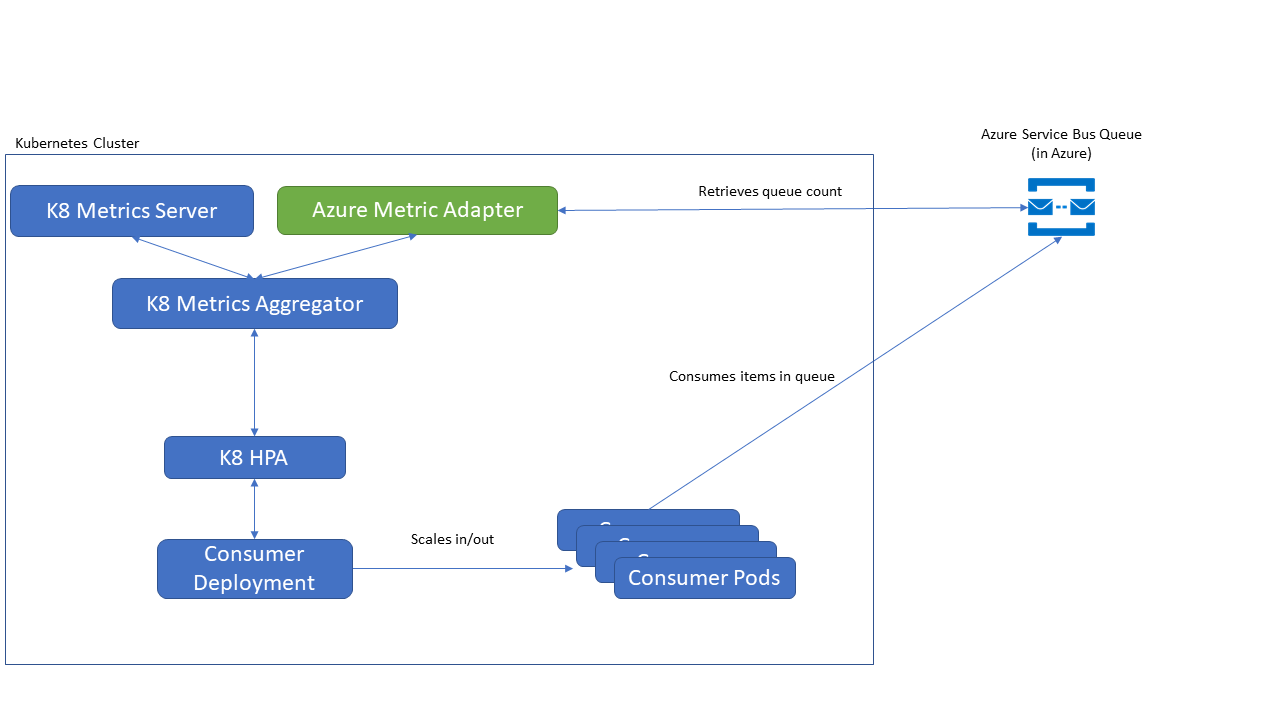 Kubernetes Cluster
Azure Service Bus Queue
(in Azure)
K8 Metrics Server
Azure Metric Adapter
Retrieves queue count
K8 Metrics Aggregator
Consumes items in queue
K8 HPA
Consumer
Deployment
Scales in/out
Consumer Pods